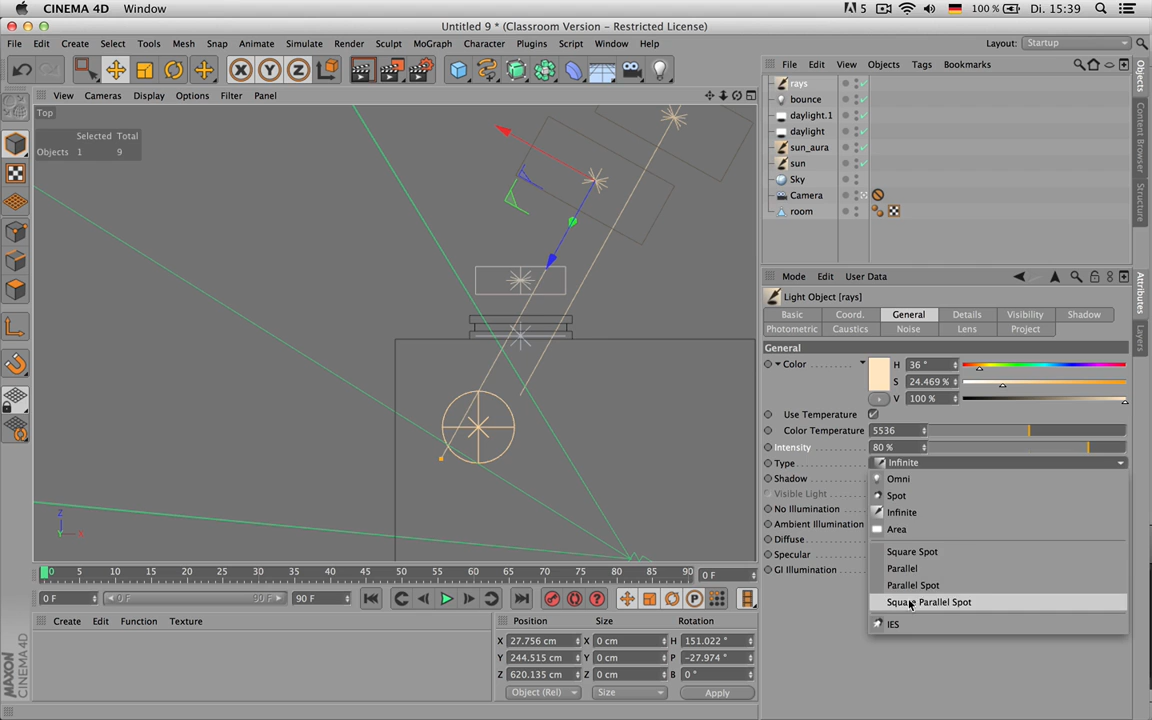 CINEMA 4D Window 5 100 % Di. 15:39
Untitled 9 * (Classroom Version - Restricted License)
File Edit Create Select Tools Mesh Snap Animate Simulate Render Sculpt MoGraph Character Plugins Script Window Help Layout: Startup
X Y Z
File Edit View Objects Tags Bookmarks
View Cameras Display Options Filter Panel
Top
Selected Total
Objects 1 9
rays
bounce
daylight.1
daylight
sun_aura
sun
Sky
Camera
room
Objects
Content Browser
Structure
Attributes
Layers
Mode Edit User Data
Light Object [rays]
Basic Coord. General Details Visibility Shadow
Photometric Caustics Noise Lens Project
General
Color H 36 °
S 24.469 %
V 100 %
Use Temperature
Color Temperature 5536
Intensity 80 %
Type Infinite
Shadow
Visible Light
No Illumination
Ambient Illumination
Diffuse
Specular
GI Illumination
Omni
Spot
Infinite
Area
Square Spot
Parallel
Parallel Spot
Square Parallel Spot
IES
Z
Y X
0 5 10 15 20 25 30 35 40 45 50 55 60 65 70 75 80 85 90 0 F
0 F 0 F 90 F 90 F
Create Edit Function Texture
Position Size Rotation
X 27.756 cm X 0 cm H 151.022 °
Y 244.515 cm Y 0 cm P -27.974 °
Z 620.135 cm Z 0 cm B 0 °
Object (Rel) Size Apply
MAXON
CINEMA 4D